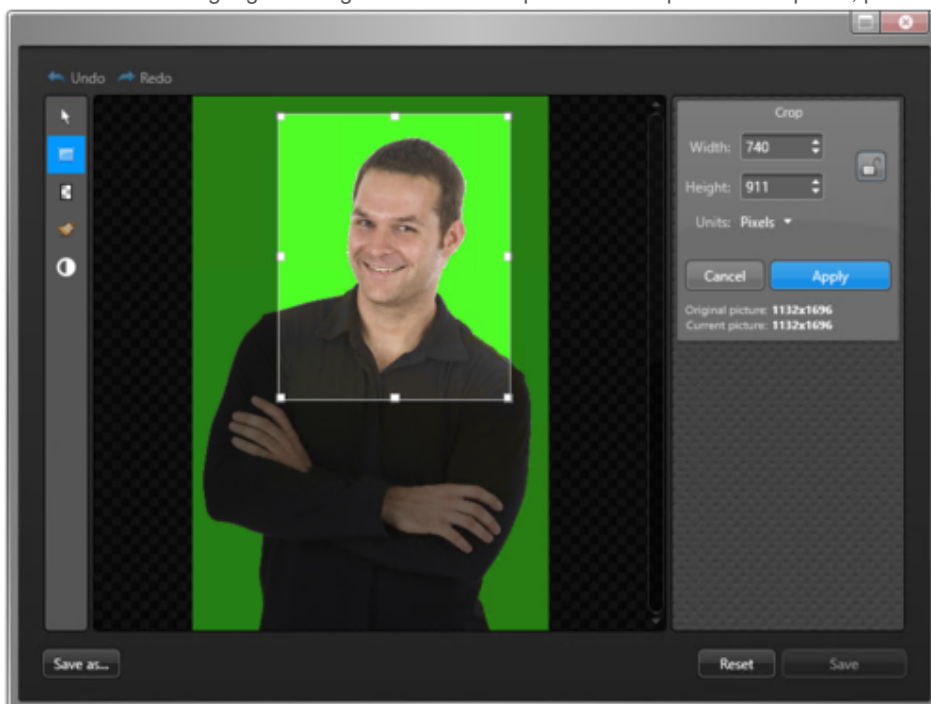 Undo Redo
Crop
Width: 740
Height: 911
Units: Pixels
Cancel Apply
Original picture: 1132x1696
Current picture: 1132x1696
Save as...
Reset Save